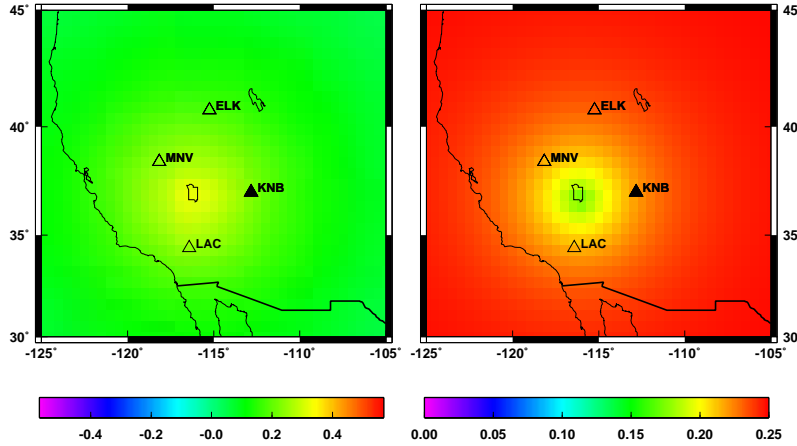 45° 45
ELK ELK
40° 40
MNV MNV
KNB KNB
35° 35
LAC LAC
30° 30
-125° -120° -115° -110° -105° -125° -120° -115° -110° -105
-0.4 -0.2 -0.0 0.2 0.4 0.00 0.05 0.10 0.15 0.20 0.25